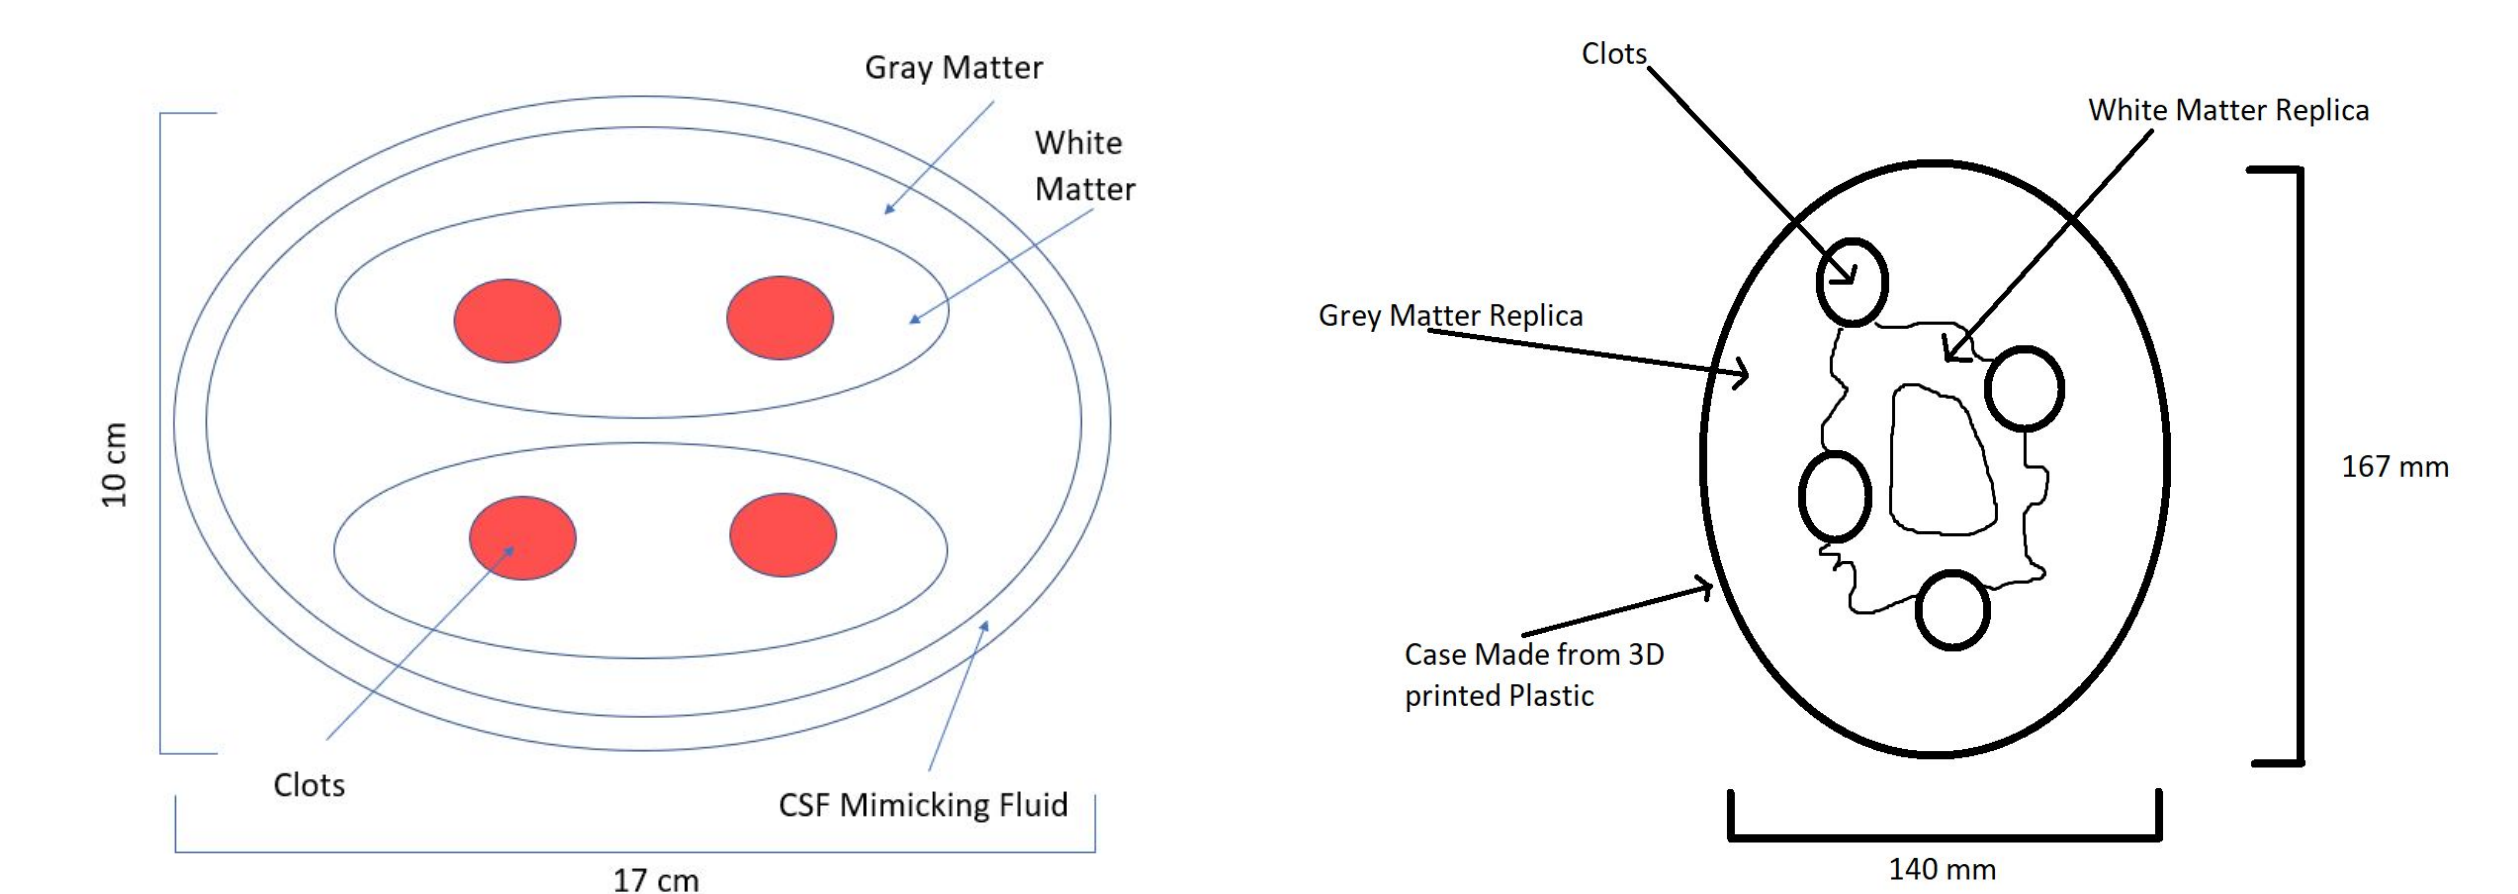 Gray Matter
White
Matter
10 cm
Clots
CSF Mimicking Fluid
17 cm
Clots
White Matter Replica
Grey Matter Replica
167 mm
Case Made from 3D
printed Plastic
140 mm